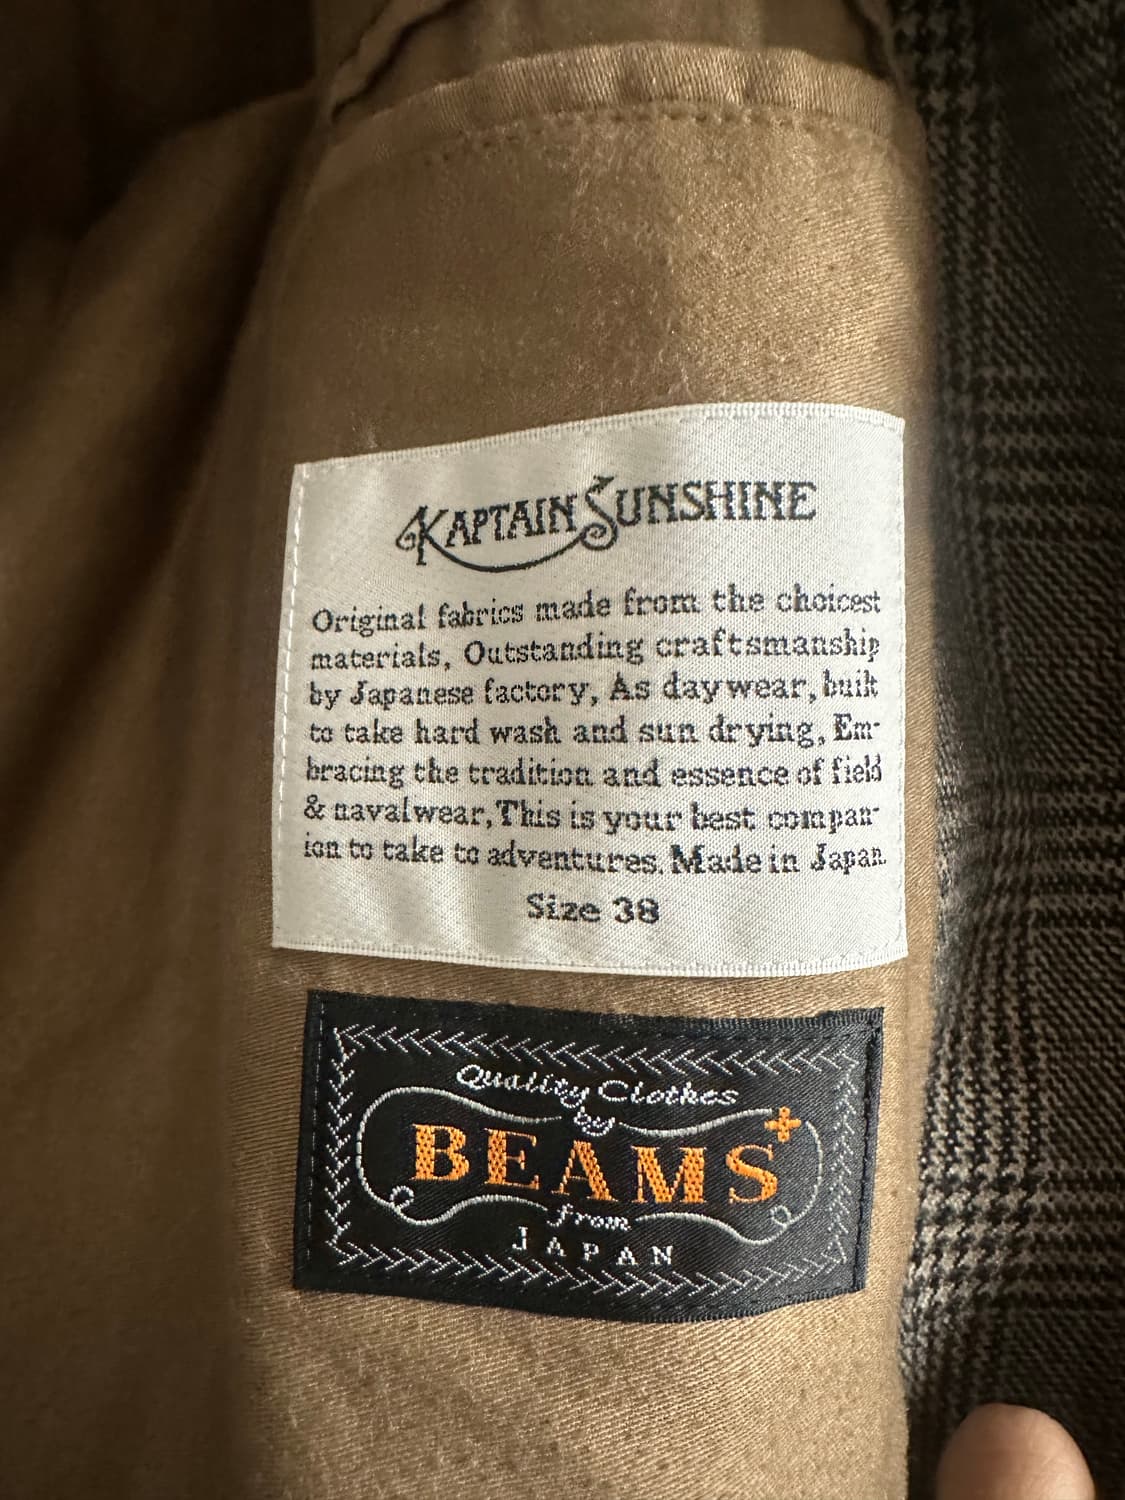 KAPTAIN SUNSHINE
Original fabrics made from the choicest
materials, Outstanding craftsmanship
by Japanese factory, As daywear, built
to take hard wash and sun drying, Em-
bracing the tradition and essence of field
& navalwear, This is your best compan-
ion to take to adventures. Made in Japan.
Size 38
Quality Clothes
by
BEAMS+
from
JAPAN